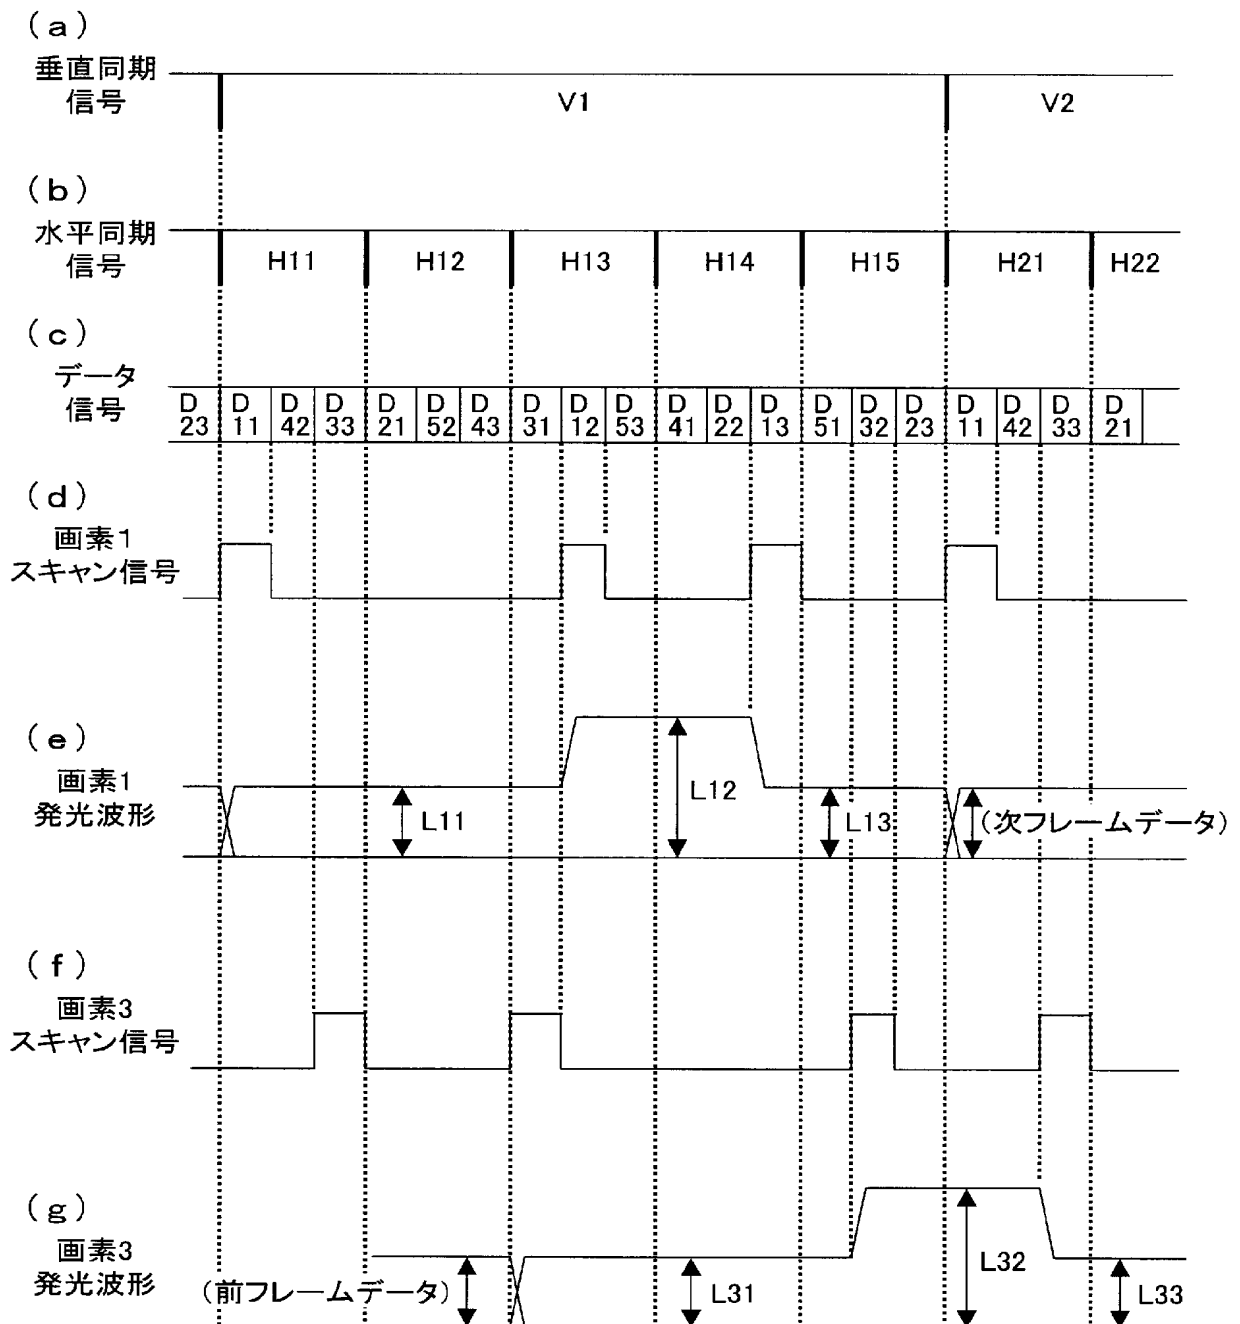 (a)
垂直同期
信号
V1
V2
(b)
水平同期
信号
H11
H12
H13
H14
H15
H21
H22
(c)
データ
信号
D
23
D
11
D
42
D
33
D
21
D
52
D
43
D
31
D
12
D
53
D
41
D
22
D
13
D
51
D
32
D
23
D
11
D
42
D
33
D
21
(d)
画素1
スキャン信号
(e)
画素1
発光波形
L11
L12
L13
(次フレームデータ)
(f)
画素3
スキャン信号
(g)
画素3
発光波形
(前フレームデータ)
L31
L32
L33